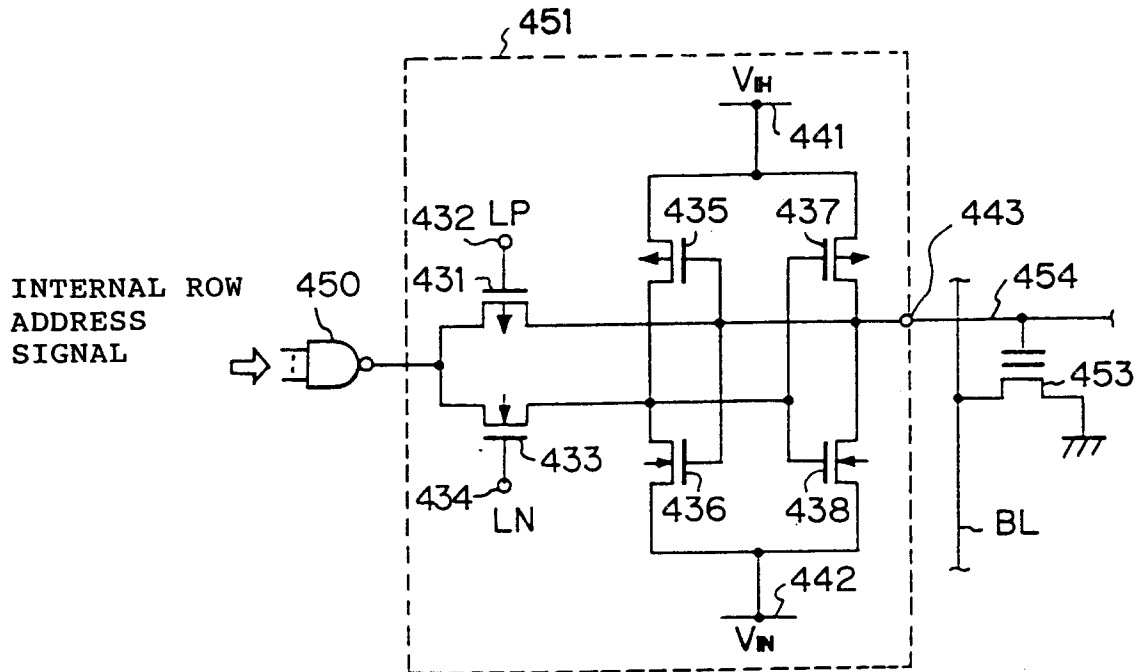 451
VIH
441
435
437
443
432
LP
431
454
INTERNAL ROW
ADDRESS
SIGNAL
450
453
433
434
LN
436
438
BL
442
VIN